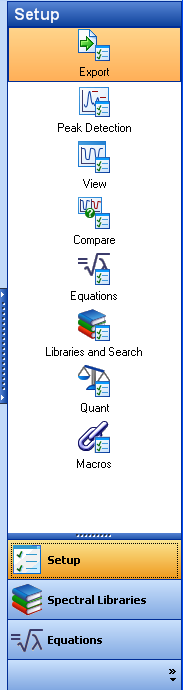 Setup
Export
Peak Detection
View
Compare
Equations
Libraries and Search
Quant
Macros
Setup
Spectral Libraries
Equations